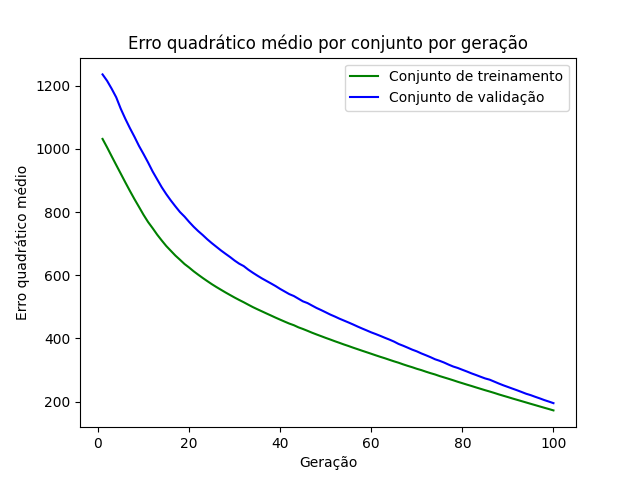 Erro quadrático médio por conjunto por geração
Conjunto de treinamento
Conjunto de validação
Erro quadrático médio
1200
1000
800
600
400
200
0
20
40
60
80
100
Geração